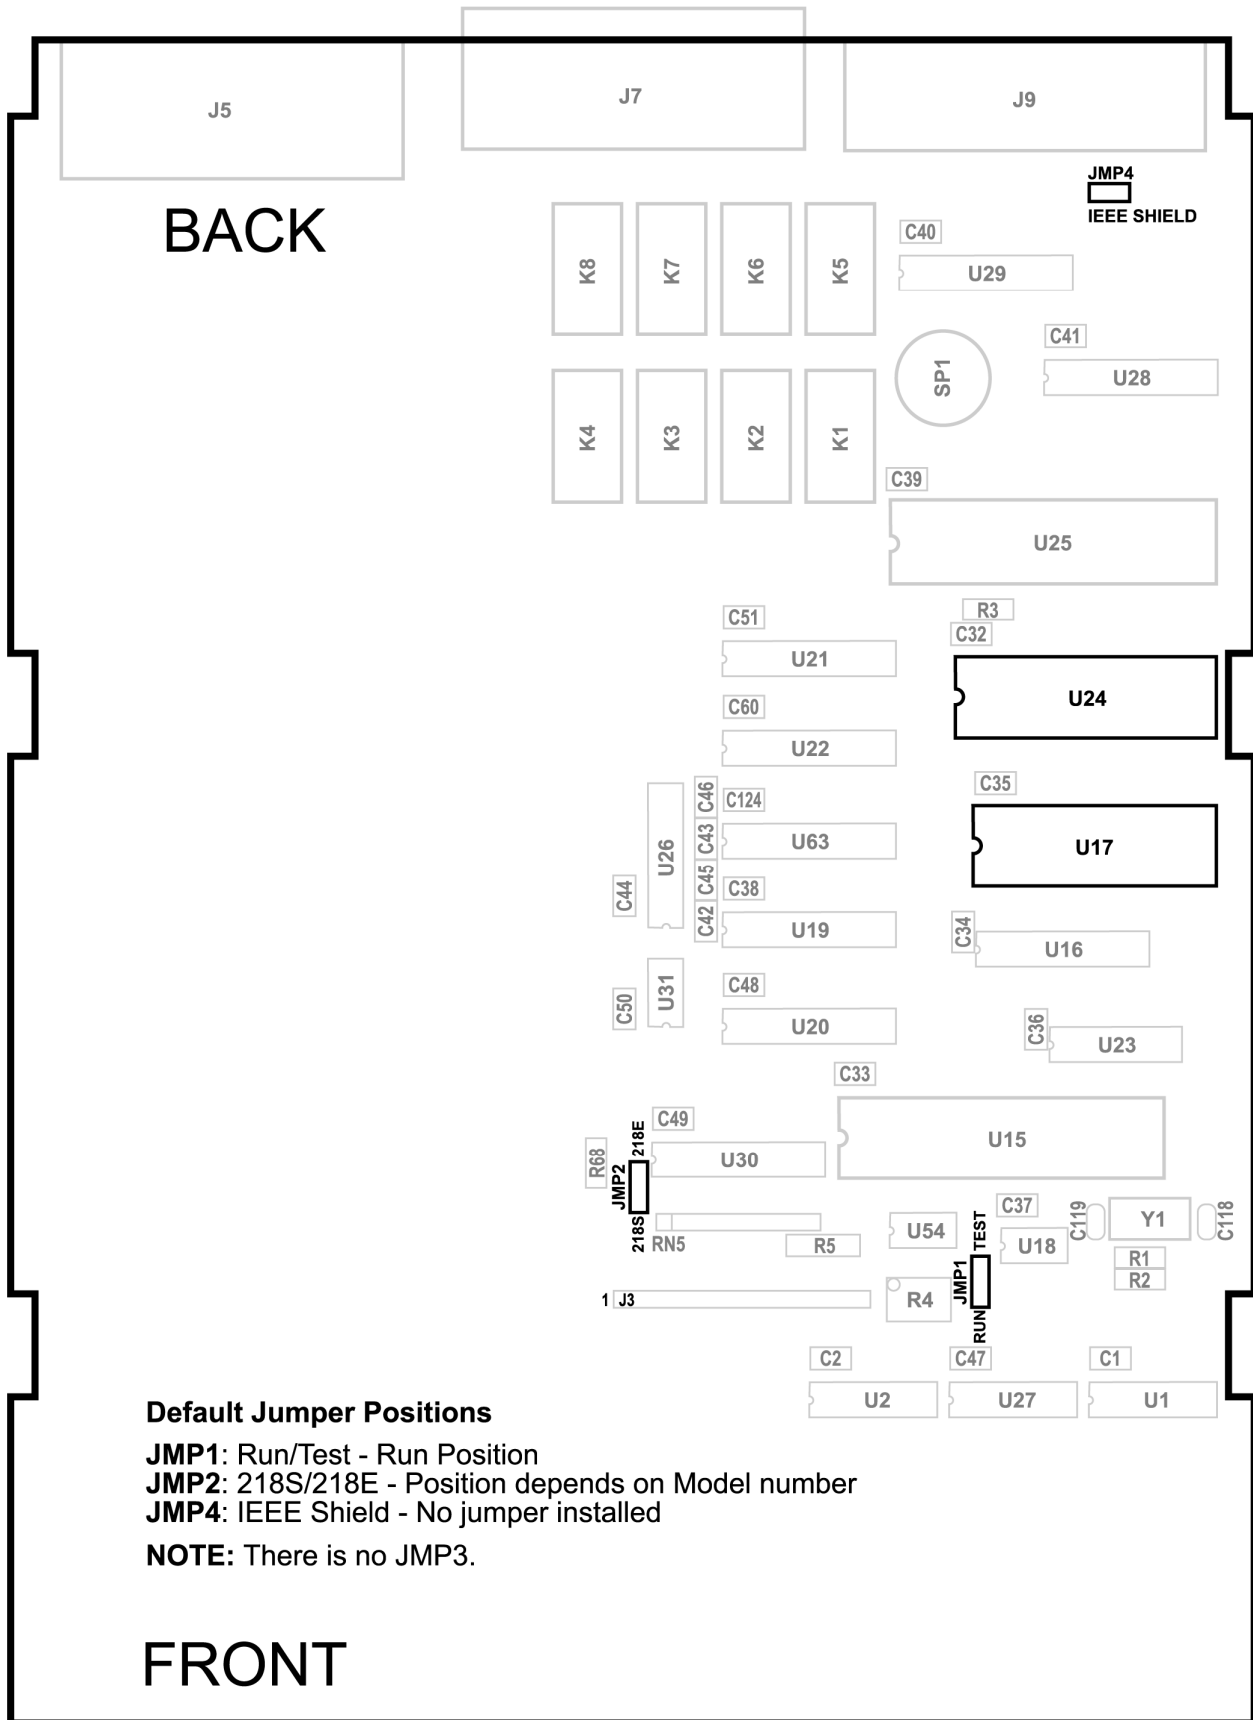 J5
J7
J9
JMP4
IEEE SHIELD
BACK
C40
U29
K8
K7
K6
K5
C41
U28
SP1
K4
K3
K2
K1
C39
U25
R3
C51
C32
U21
U24
C60
U22
C35
C46
C124
U26
C43
U63
U17
C45
C38
C44
C42
U19
C34
U16
C48
U31
C50
U20
C36
U23
C33
C49
218E
U15
R68
U30
JMP2
C37
C119
Y1
C118
218S
RN5
R5
U54
TEST
U18
R1
R2
JMP1
1 J3
R4
RUN
C2
C47
C1
U2
U27
U1
Default Jumper Positions
JMP1: Run/Test - Run Position
JMP2: 218S/218E - Position depends on Model number
JMP4: IEEE Shield - No jumper installed
NOTE: There is no JMP3.
FRONT